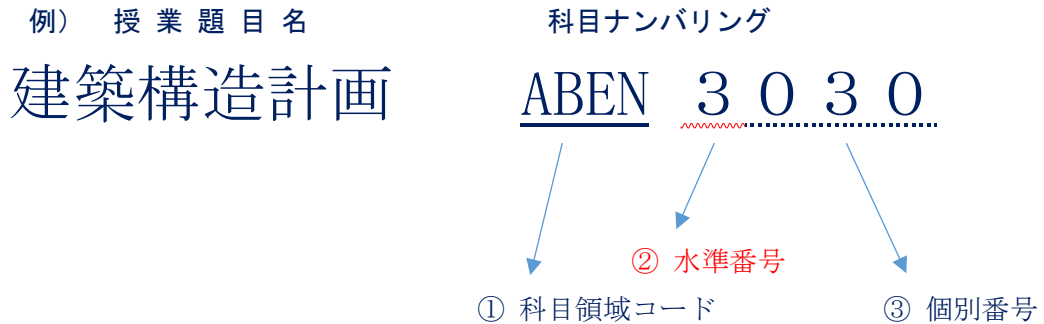 例） 授業題目名 科目ナンバリング
建築構造計画 ABEN ３０３０
② 水準番号
① 科目領域コード ③ 個別番号